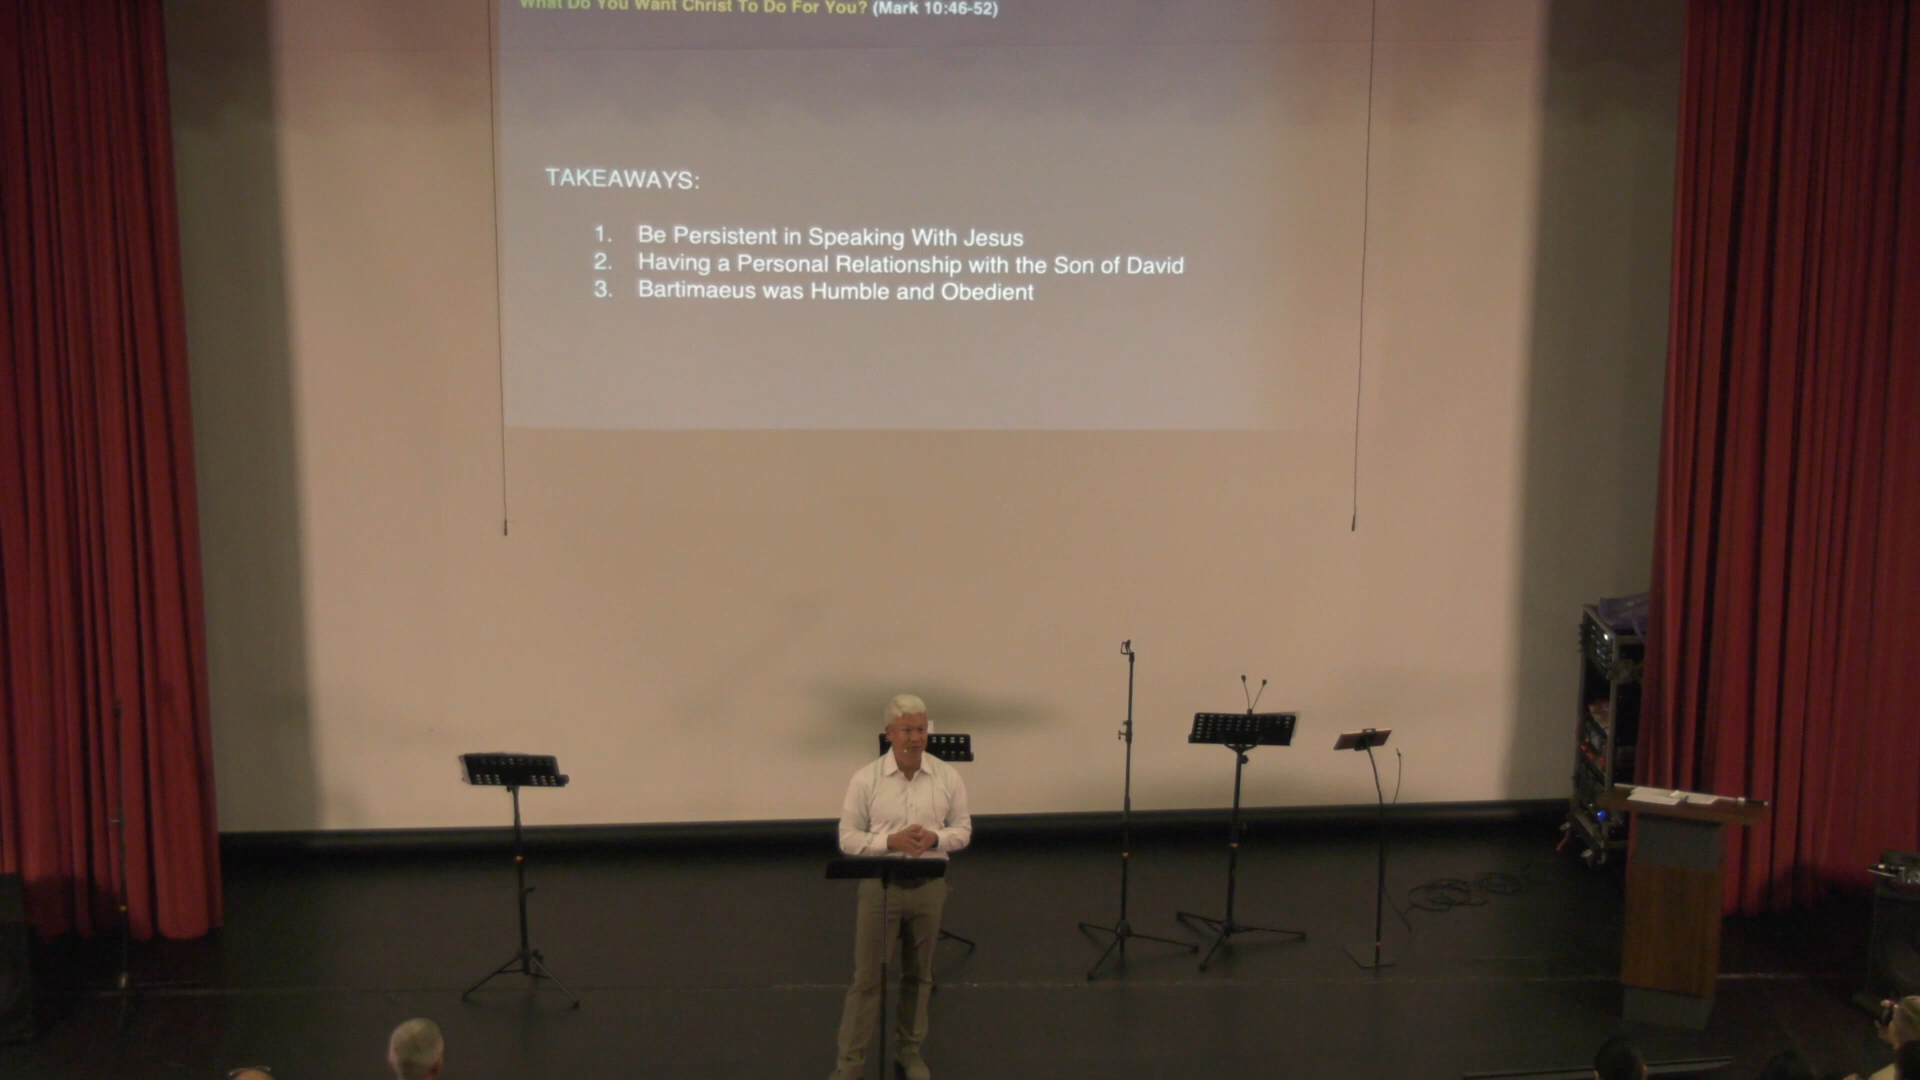 What Do You Want Christ To Do For You? (Mark 10:46-52)
TAKEAWAYS:
1. Be Persistent in Speaking With Jesus
2. Having a Personal Relationship with the Son of David
3. Bartimaeus was Humble and Obedient